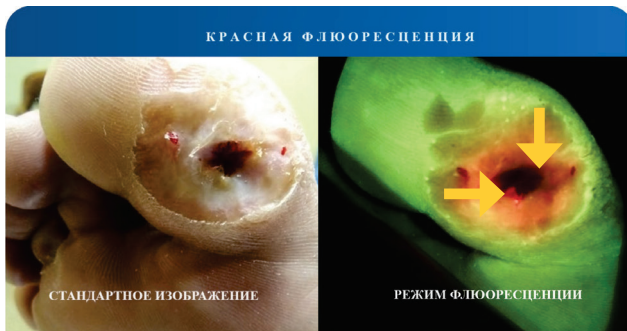 КРАСНАЯ ФЛЮОРЕСЦЕНЦИЯ
СТАНДАРТНОЕ ИЗОБРАЖЕНИЕ
РЕЖИМ ФЛЮОРЕСЦЕНЦИИ